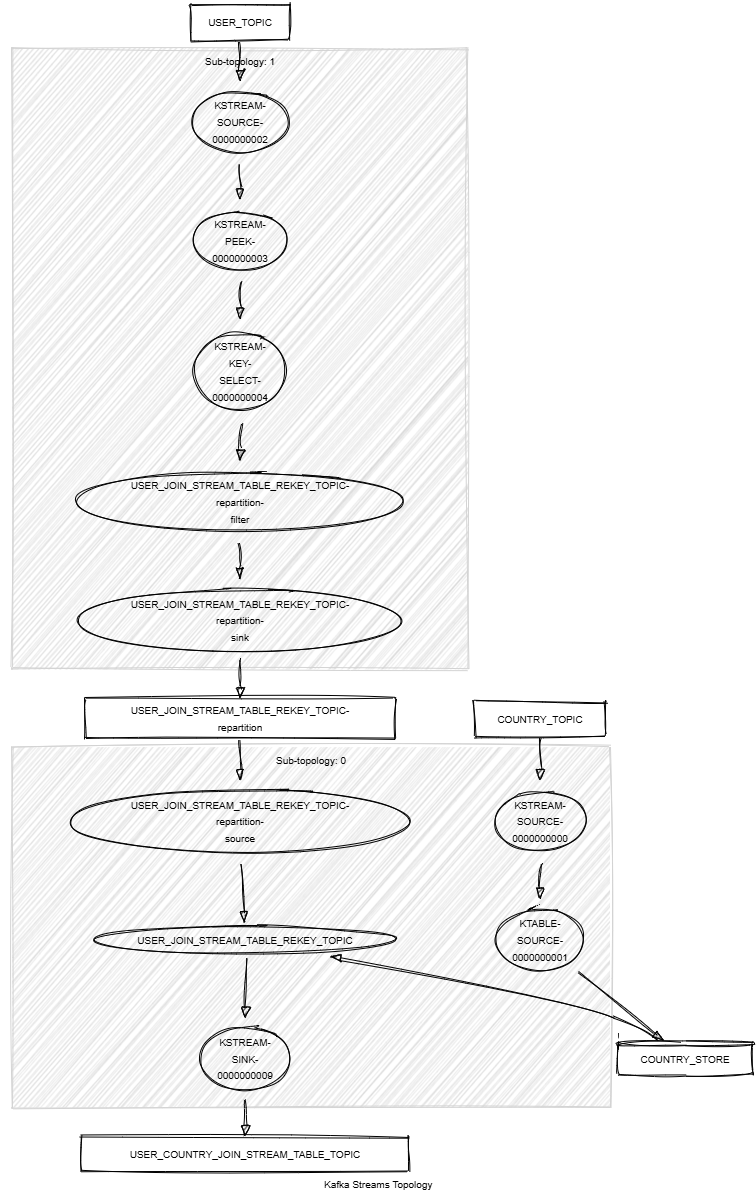 USER_TOPIC
Sub-topology: 1
KSTREAM-
SOURCE-
0000000002
KSTREAM-
PEEK-
0000000003
KSTREAM-
KEY-
SELECT-
0000000004
USER_JOIN_STREAM_TABLE_REKEY_TOPIC-
repartition-
filter
USER_JOIN_STREAM_TABLE_REKEY_TOPIC-
repartition-
sink
USER_JOIN_STREAM_TABLE_REKEY_TOPIC-
repartition
COUNTRY_TOPIC
Sub-topology: 0
USER_JOIN_STREAM_TABLE_REKEY_TOPIC-
repartition-
source
KSTREAM-
SOURCE-
0000000000
USER_JOIN_STREAM_TABLE_REKEY_TOPIC
KTABLE-
SOURCE-
0000000001
KSTREAM-
SINK-
0000000009
COUNTRY_STORE
USER_COUNTRY_JOIN_STREAM_TABLE_TOPIC
Kafka Streams Topology